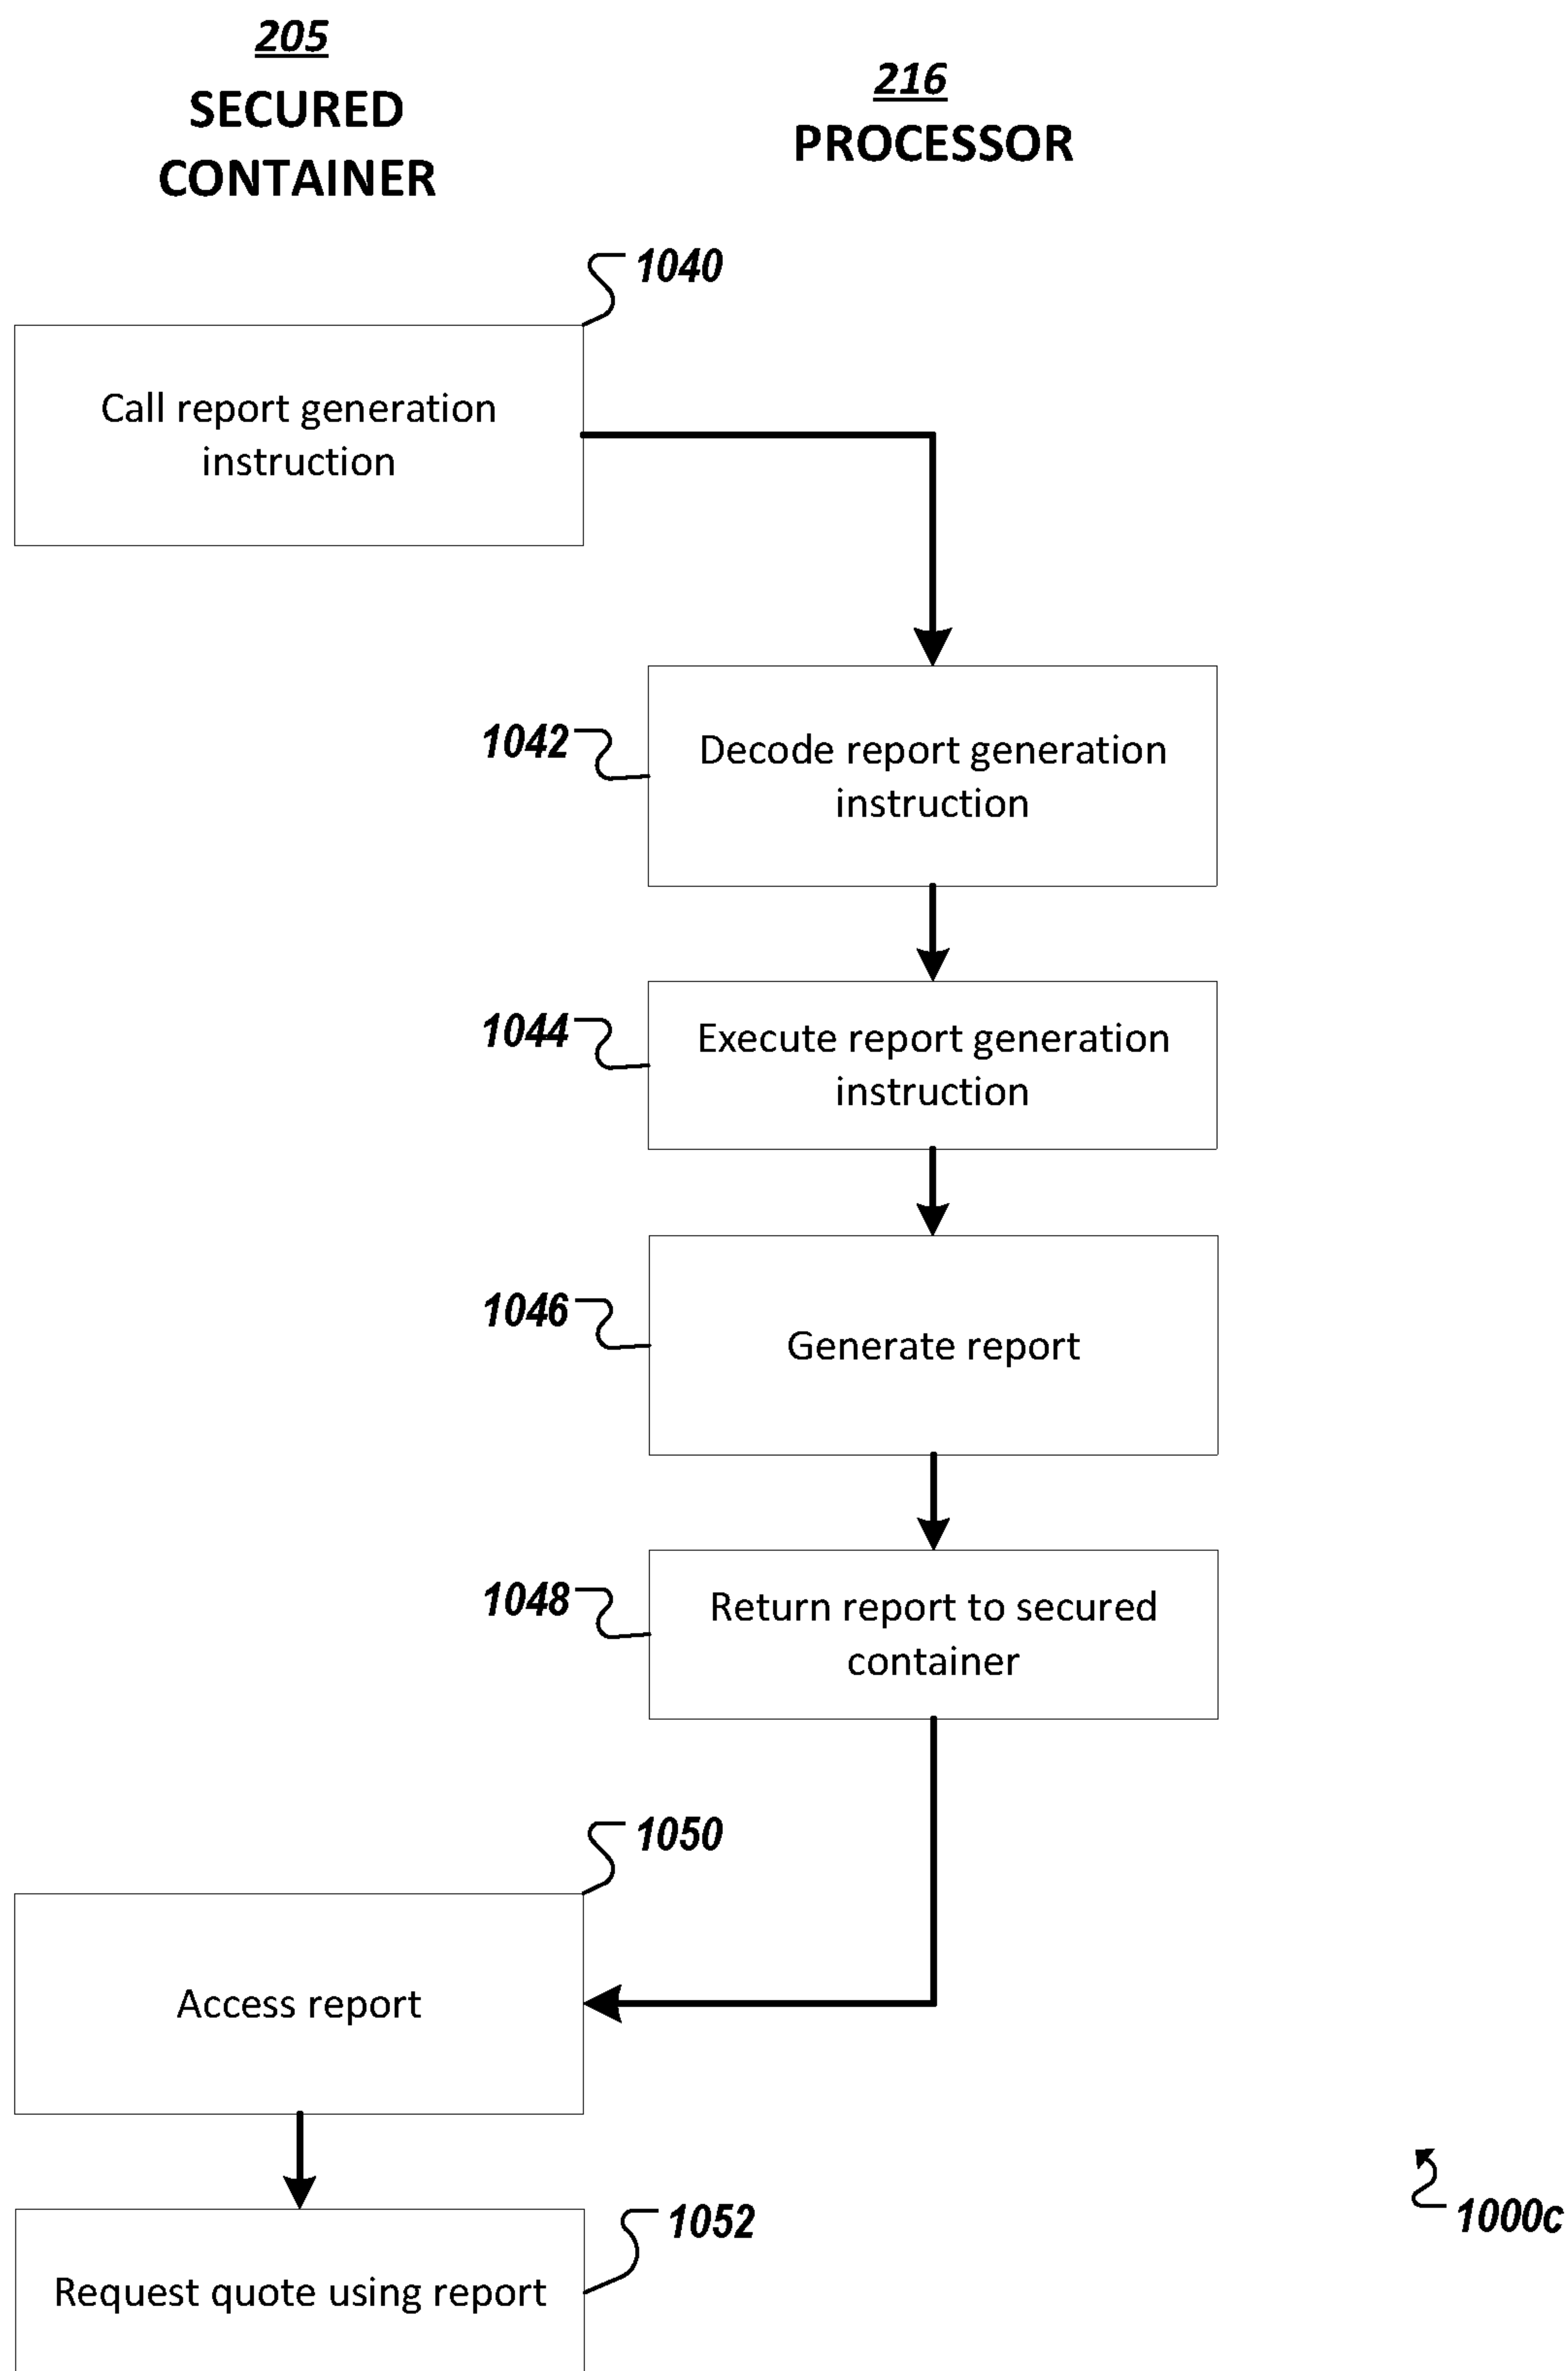 205
SECURED
CONTAINER
216
PROCESSOR
1040
Call report generation
instruction
1042
Decode report generation
instruction
1044
Execute report generation
instruction
1046
Generate report
1048
Return report to secured
container
1050
Access report
1052
Request quote using report
1000c